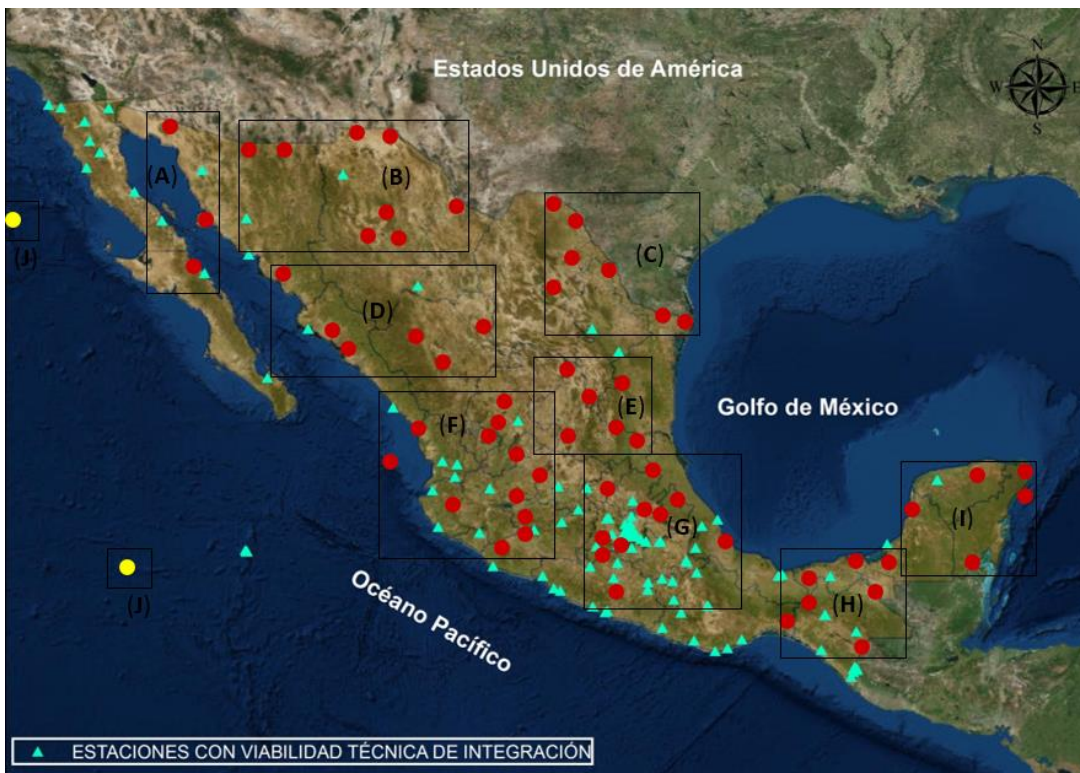 Estados Unidos de América
N
W
E
S
(A)
(B)
(J)
(C)
(D)
(E)
Golfo de México
(F)
(G)
(I)
(J)
Océano Pacífico
(H)
ESTACIONES CON VIABILIDAD TÉCNICA DE INTEGRACIÓN